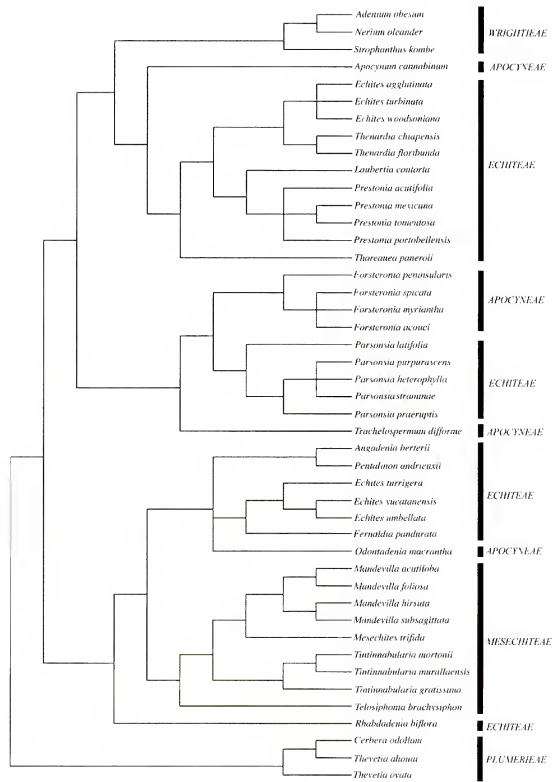 Adenium obesum
Nerium oleander
Strophanthus kombe
WRIGHTIEAE
Apocynum cannabinum
APOCYNEAE
Echites agglutinata
Echites turbinata
Echites woodsoniana
Thenardia chiapensis
Thenardia floribunda
Laubertia contorta
Prestonia acutifolia
Prestonia mexicana
Prestonia tomentosa
Prestonia portobellensis
Thoreauea paneroii
ECHITEAE
Forsteronia peninsularis
Forsteronia spicata
Forsteronia myriantha
Forsteronia acouci
APOCYNEAE
Parsonsia latifolia
Parsonsia purpurascens
Parsonsia heterophylla
Parsonsia straminae
Parsonsia praeruptis
ECHITEAE
Trachelospermum difforme
APOCYNEAE
Angadenia berterii
Pentalinon andrieuxii
Echites turrigera
Echites yucatanensis
Echites umbellata
Fernaldia pandurata
ECHITEAE
Odontadenia macrantha
APOCYNEAE
Mandevilla acutiloba
Mandevilla foliosa
Mandevilla hirsuta
Mandevilla subsagittata
Mesechites trifida
Tintinnabularia mortonii
Tintinnabularia murallaensis
Tintinnabularia gratissima
Telosiphonia brachysiphon
MESECHITEAE
Rhabdadenia biflora
ECHITEAE
Cerbera odollam
Thevetia ahouai
Thevetia ovata
PLUMERIEAE